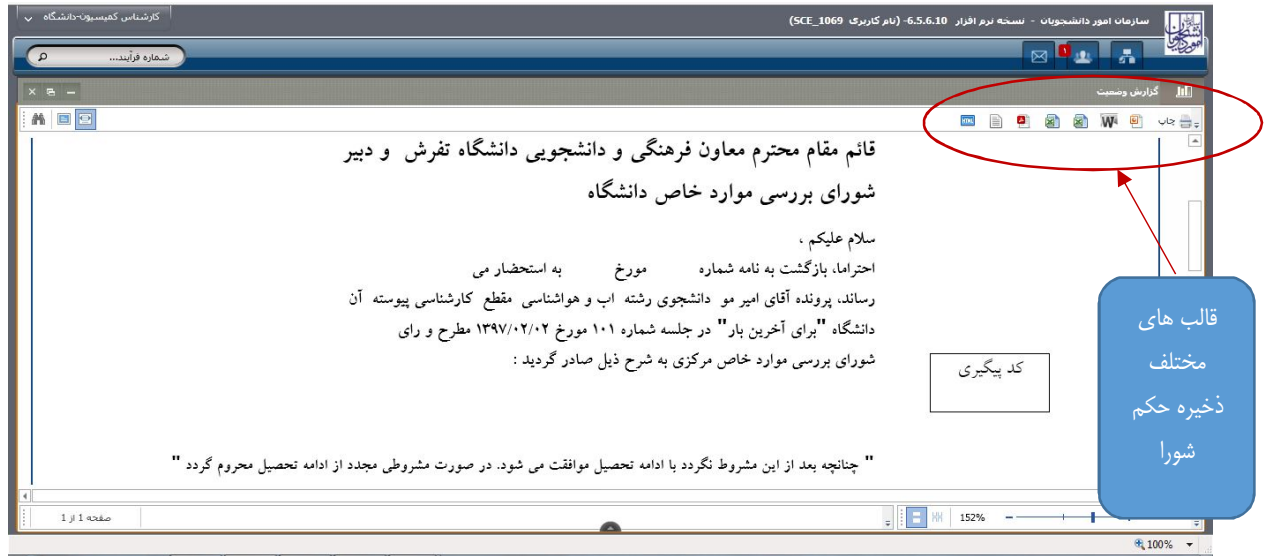 سازمان امور دانشجویان - نسخه نرم افزار 6.5.6.10- (نام کاربری SCE_1069)
کارشناس کمیسیون-دانشگاه
امور دانشجویان
۱
شماره فرآیند...
گزارش وضعیت
چاپ
W
HTML
قائم مقام محترم معاون فرهنگی و دانشجویی دانشگاه تفرش و دبیر
شورای بررسی موارد خاص دانشگاه
سلام علیکم ،
احتراما، بازگشت به نامه شماره مورخ به استحضار می
رساند، پرونده آقای امیر مو دانشجوی رشته اب و هواشناسی مقطع کارشناسی پیوسته آن
دانشگاه "برای آخرین بار" در جلسه شماره ۱۰۱ مورخ ۱۳۹۷/۰۲/۰۲ مطرح و رای
شورای بررسی موارد خاص مرکزی به شرح ذیل صادر گردید :
کد پیگیری
" چنانچه بعد از این مشروط نگردد با ادامه تحصیل موافقت می شود. در صورت مشروطی مجدد از ادامه تحصیل محروم گردد "
قالب های
مختلف
ذخیره حکم
شورا
صفحه 1 از 1
152%
100%